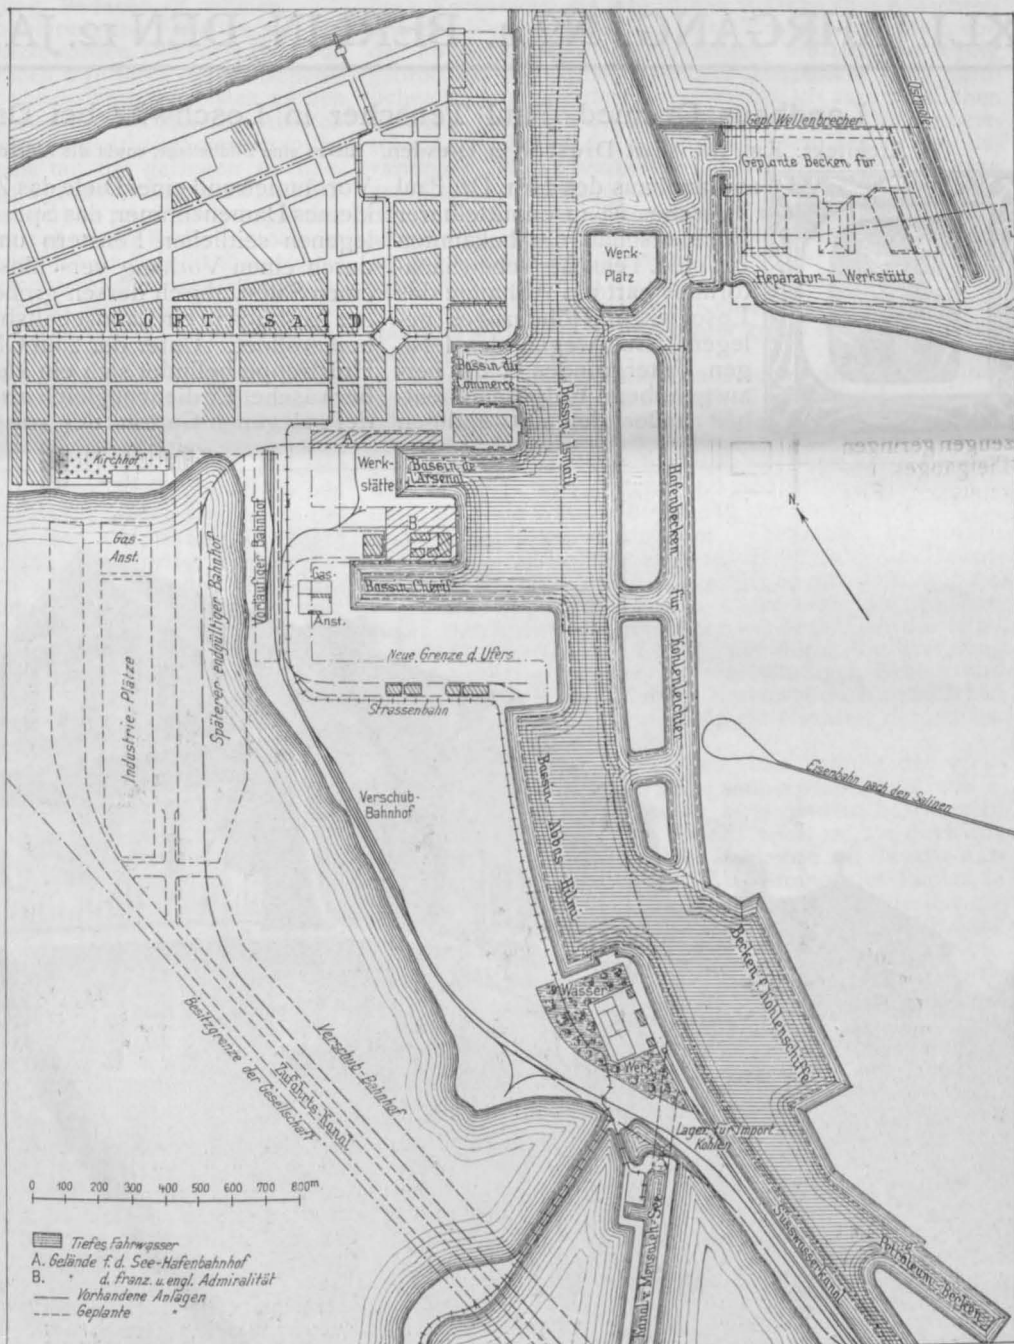 Gepl. Wellenbrecher
Geplante Becken für
Reparatur u. Werkstätte
Werk-
Platz
PORT-SAID
Bassin du
Commerce
Bassin Ismail
Hafenbecken für Kohlenleichter
Kirchhof
A
Werk-
stätte
Bassin de
l'Arsenal
B
Bassin Chérif
Gas-
Anst.
Gas-
Anst.
Vorläufiger Bahnhof
Späterer endgültiger Bahnhof
Industrie-Plätze
Neue Grenze d. Ufers
Strassenbahn
N.
Eisenbahn nach den Salinen
Verschub-
Bahnhof
Bassin Abbas Hilmi
Becken f. Kohlenschiffe
Wasser
Werk
Verschub-Bahnhof
Zufahrts-Kanal
Besitzgrenze der Gesellschaft
Lager für Import
Kohlen
Kanal v. Mensaleh-See
Sueswasserkanal
Petroleum-Becken
0 100 200 300 400 500 600 700 800m
Tiefes Fahrwasser
A. Gelände f. d. See-Hafenbahnhof
B. " d. franz. u. engl. Admiralität
Vorhandene Anlagen
Geplante "